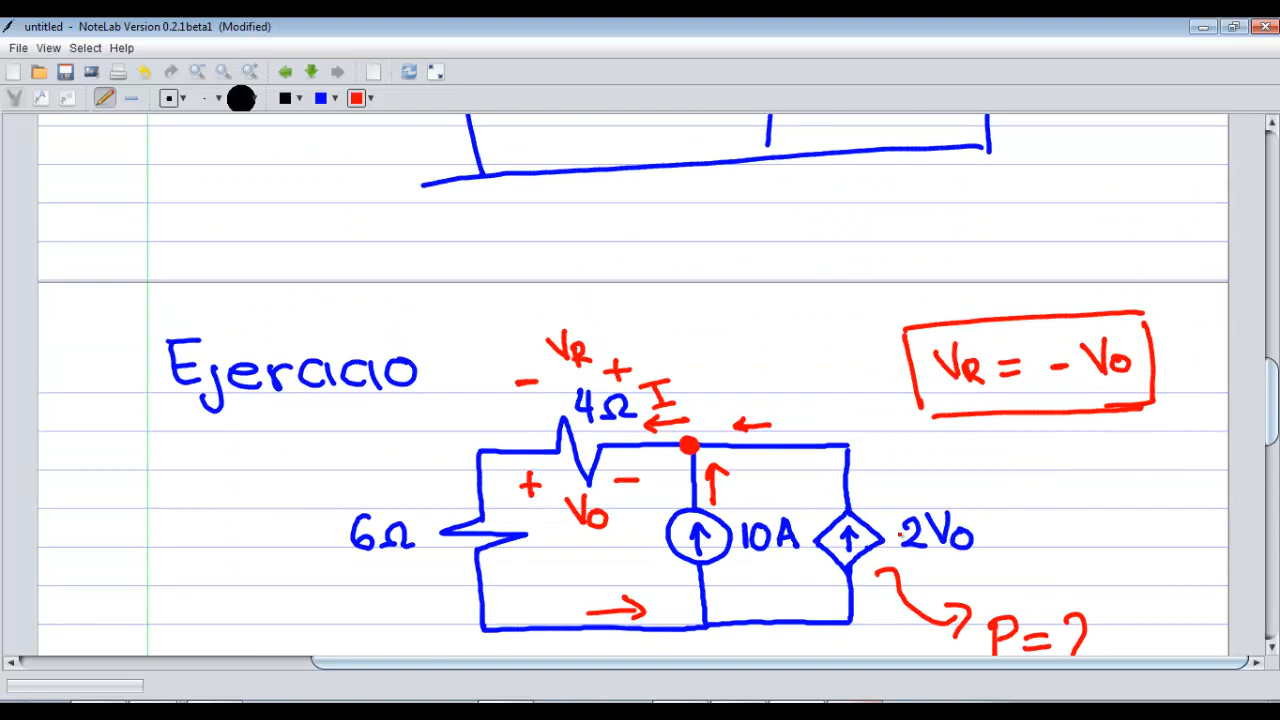 untitled - NoteLab Version 0.2.1beta1 (Modified)
File View Select Help
Ejercicio
VR
- +
4Ω I
VR = - VO
+ VO -
6Ω
10A
2VO
P = ?